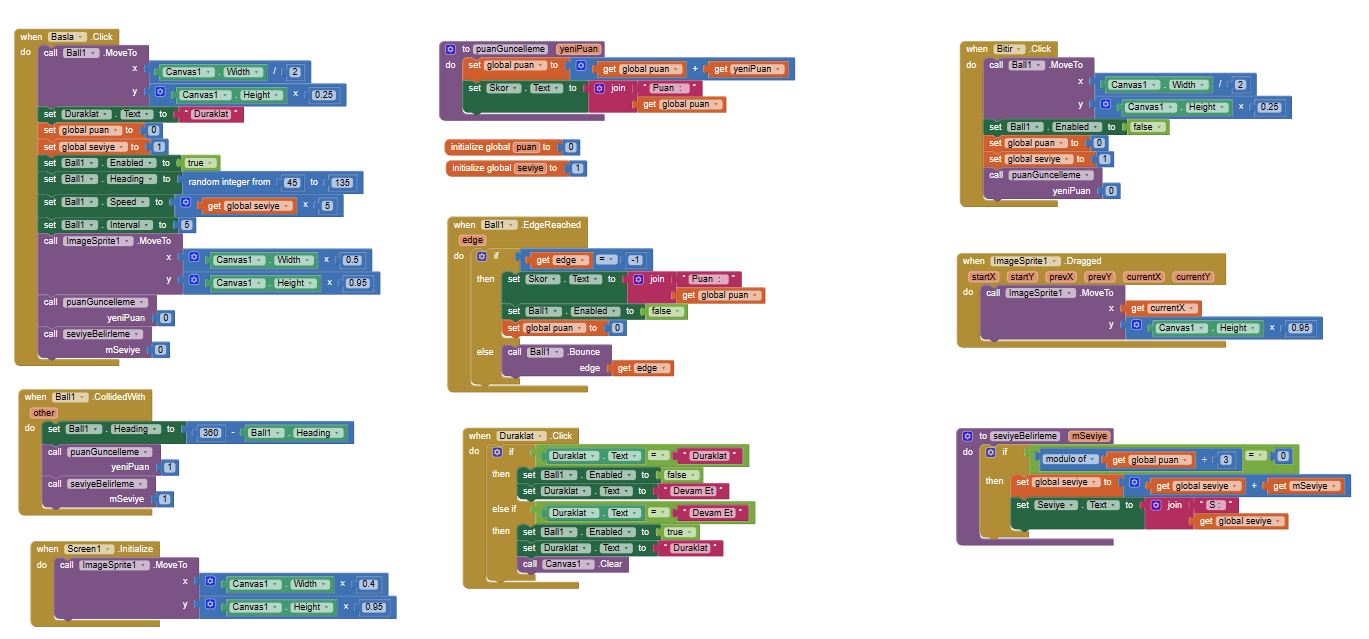 when Basla .Click
do call Ball1 .MoveTo
x Canvas1 . Width / 2
y Canvas1 . Height x 0.25
set Duraklat . Text to " Duraklat "
set global puan to 0
set global seviye to 1
set Ball1 . Enabled to true
set Ball1 . Heading to random integer from 45 to 135
set Ball1 . Speed to get global seviye x 5
set Ball1 . Interval to 5
call ImageSprite1 .MoveTo
x Canvas1 . Width x 0.5
y Canvas1 . Height x 0.95
call puanGuncelleme
yeniPuan 0
call seviyeBelirleme
mSeviye 0
when Ball1 .CollidedWith
other
do set Ball1 . Heading to 360 - Ball1 . Heading
call puanGuncelleme
yeniPuan 1
call seviyeBelirleme
mSeviye 1
when Screen1 .Initialize
do call ImageSprite1 .MoveTo
x Canvas1 . Width x 0.4
y Canvas1 . Height x 0.95
to puanGuncelleme yeniPuan
do set global puan to get global puan + get yeniPuan
set Skor . Text to join " Puan : "
get global puan
initialize global puan to 0
initialize global seviye to 1
when Ball1 .EdgeReached
edge
do if get edge = -1
then set Skor . Text to join " Puan : "
get global puan
set Ball1 . Enabled to false
set global puan to 0
else call Ball1 .Bounce
edge get edge
when Duraklat .Click
do if Duraklat . Text = " Duraklat "
then set Ball1 . Enabled to false
set Duraklat . Text to " Devam Et "
else if Duraklat . Text = " Devam Et "
then set Ball1 . Enabled to true
set Duraklat . Text to " Duraklat "
call Canvas1 .Clear
when Bitir .Click
do call Ball1 .MoveTo
x Canvas1 . Width / 2
y Canvas1 . Height x 0.25
set Ball1 . Enabled to false
set global puan to 0
set global seviye to 1
call puanGuncelleme
yeniPuan 0
when ImageSprite1 .Dragged
startX startY prevX prevY currentX currentY
do call ImageSprite1 .MoveTo
x get currentX
y Canvas1 . Height x 0.95
to seviyeBelirleme mSeviye
do if modulo of get global puan ÷ 3 = 0
then set global seviye to get global seviye + get mSeviye
set Seviye . Text to join " S : "
get global seviye